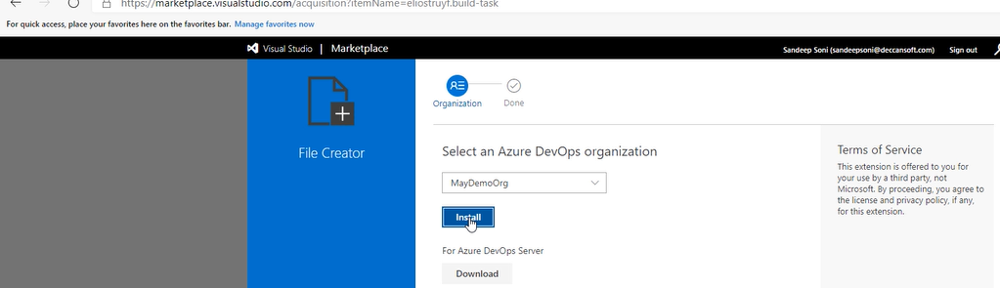 https://marketplace.visualstudio.com/acquisition?itemName=eliostruyf.build-task
For quick access, place your favorites here on the favorites bar. Manage favorites now
Visual Studio | Marketplace
Sandeep Soni (sandeepsoni@deccansoft.com) Sign out
File Creator
Organization
Done
Select an Azure DevOps organization
MayDemoOrg
Install
For Azure DevOps Server
Download
Terms of Service
This extension is offered to you for
your use by a third party, not
Microsoft. By proceeding, you agree to
the license and privacy policy, if any,
for this extension.